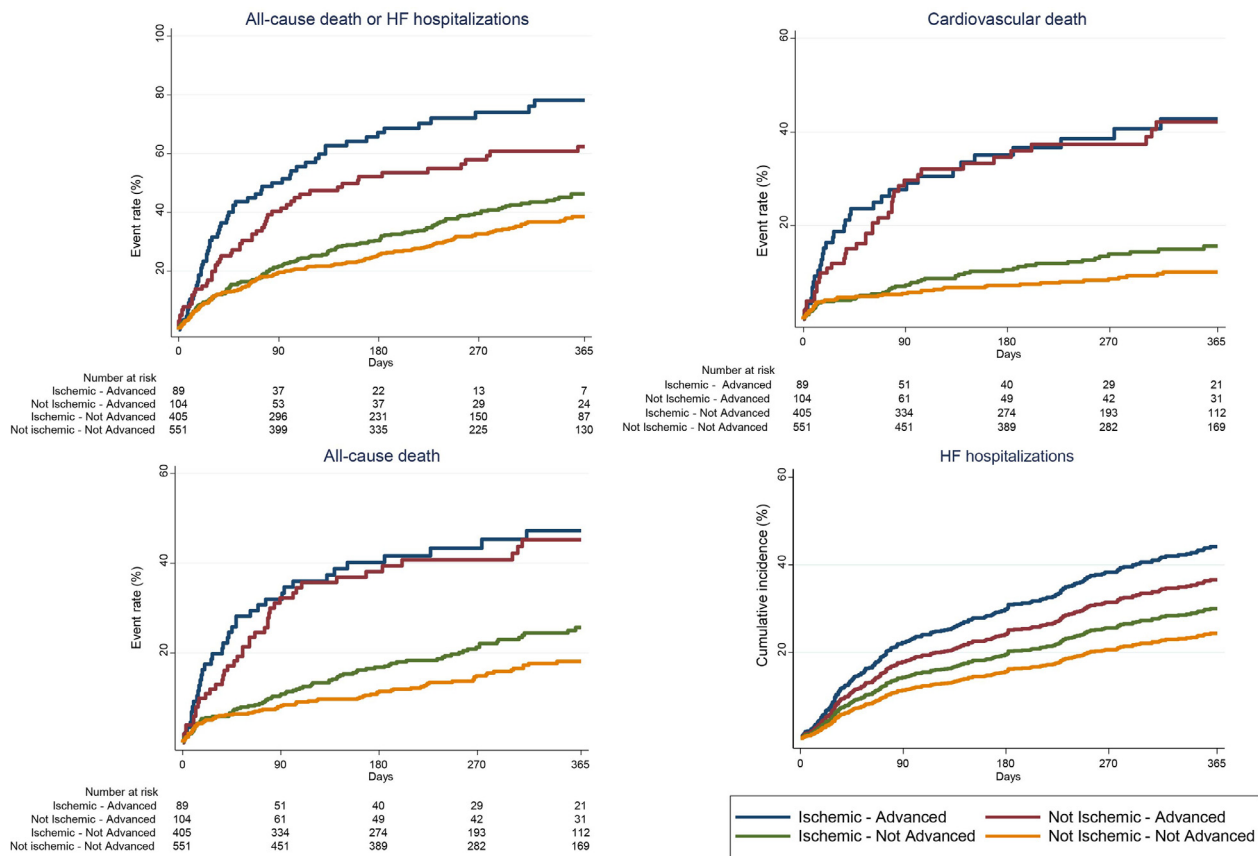 All-cause death or HF hospitalizations
Event rate (%)
100
80
60
40
20
0 90 180 270 365
Days
Number at risk
Ischemic - Advanced 89 37 22 13 7
Not Ischemic - Advanced 104 53 37 29 24
Ischemic - Not Advanced 405 296 231 150 87
Not ischemic - Not Advanced 551 399 335 225 130
Cardiovascular death
Event rate (%)
60
40
20
0 90 180 270 365
Days
Number at risk
Ischemic - Advanced 89 51 40 29 21
Not Ischemic - Advanced 104 61 49 42 31
Ischemic - Not Advanced 405 334 274 193 112
Not Ischemic - Not Advanced 551 451 389 282 169
All-cause death
Event rate (%)
60
40
20
0 90 180 270 365
Days
Number at risk
Ischemic - Advanced 89 51 40 29 21
Not Ischemic - Advanced 104 61 49 42 31
Ischemic - Not Advanced 405 334 274 193 112
Not ischemic - Not Advanced 551 451 389 282 169
HF hospitalizations
Cumulative incidence (%)
60
40
20
0 90 180 270 365
Days
Ischemic - Advanced Not Ischemic - Advanced
Ischemic - Not Advanced Not Ischemic - Not Advanced